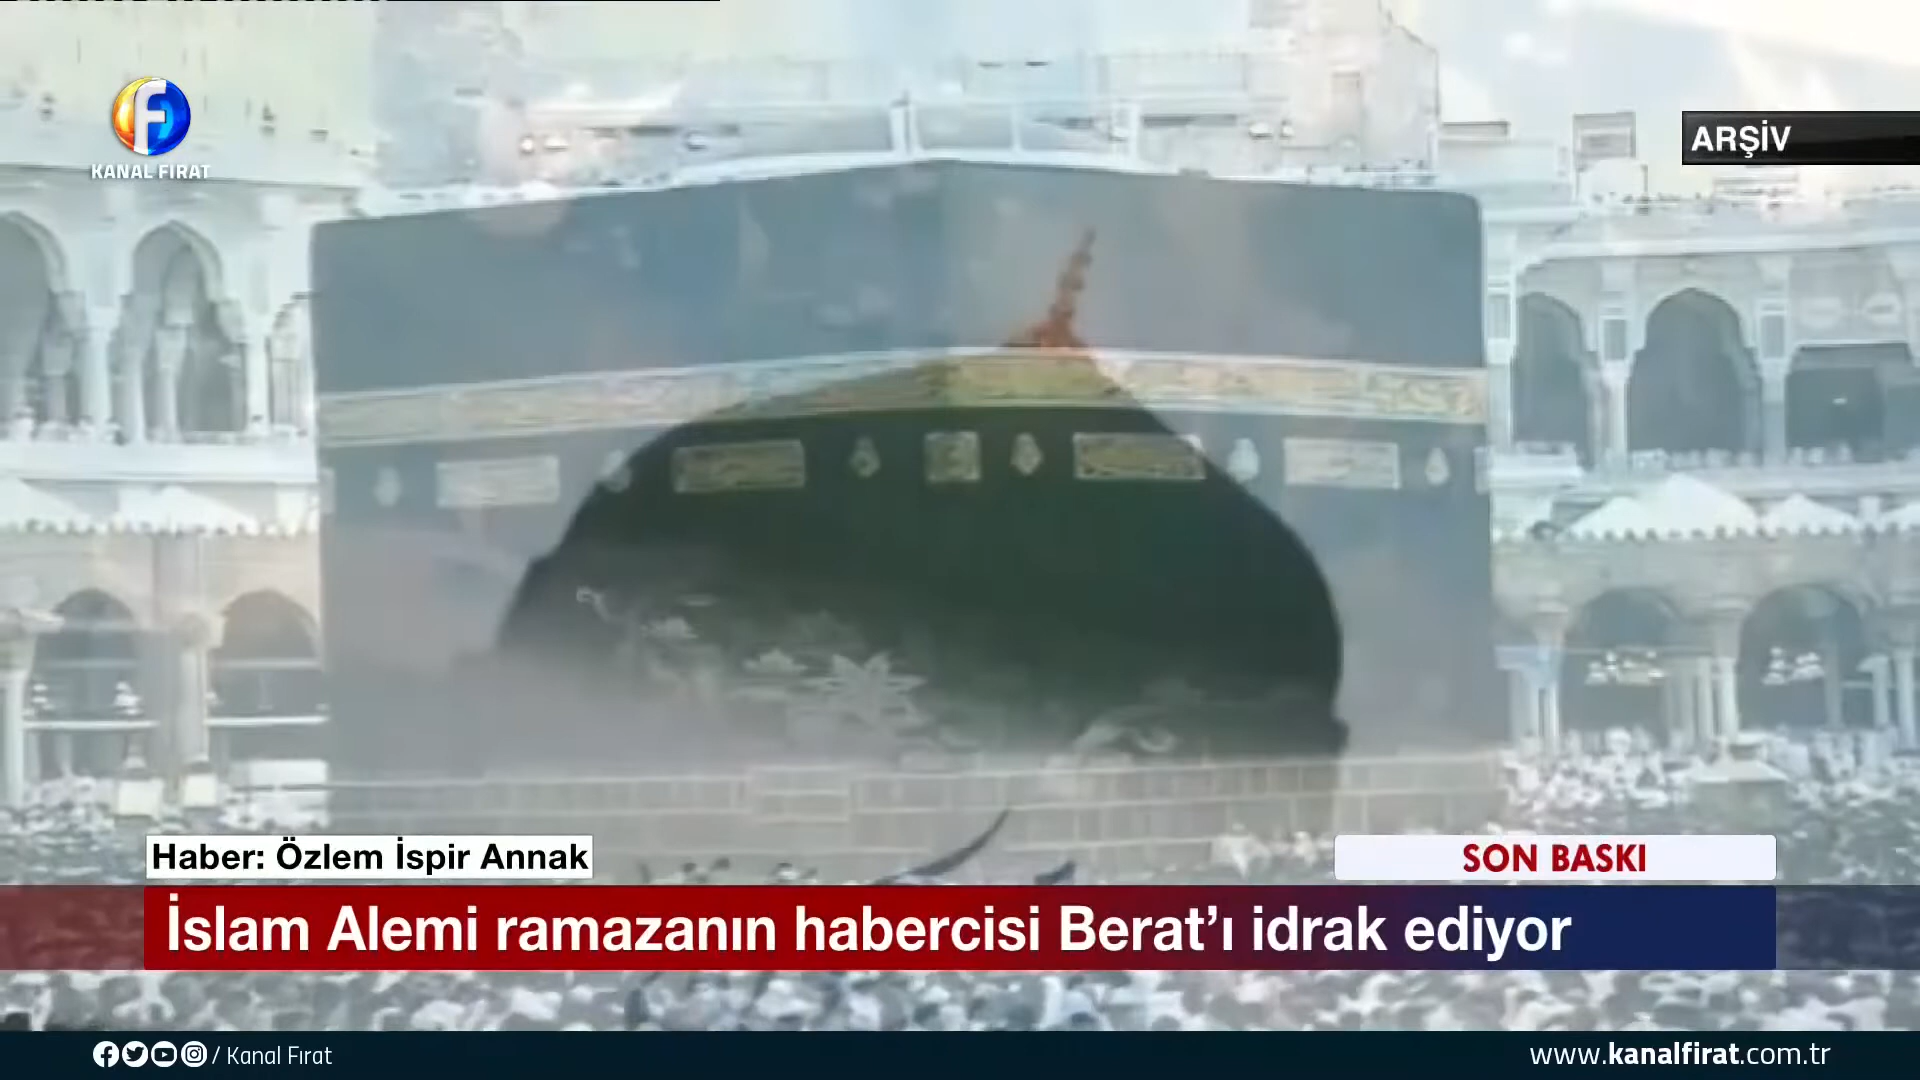 KANAL FIRAT
ARŞİV
Haber: Özlem İspir Annak
SON BASKI
İslam Alemi ramazanın habercisi Berat'ı idrak ediyor
/ Kanal Fırat
www.kanalfirat.com.tr